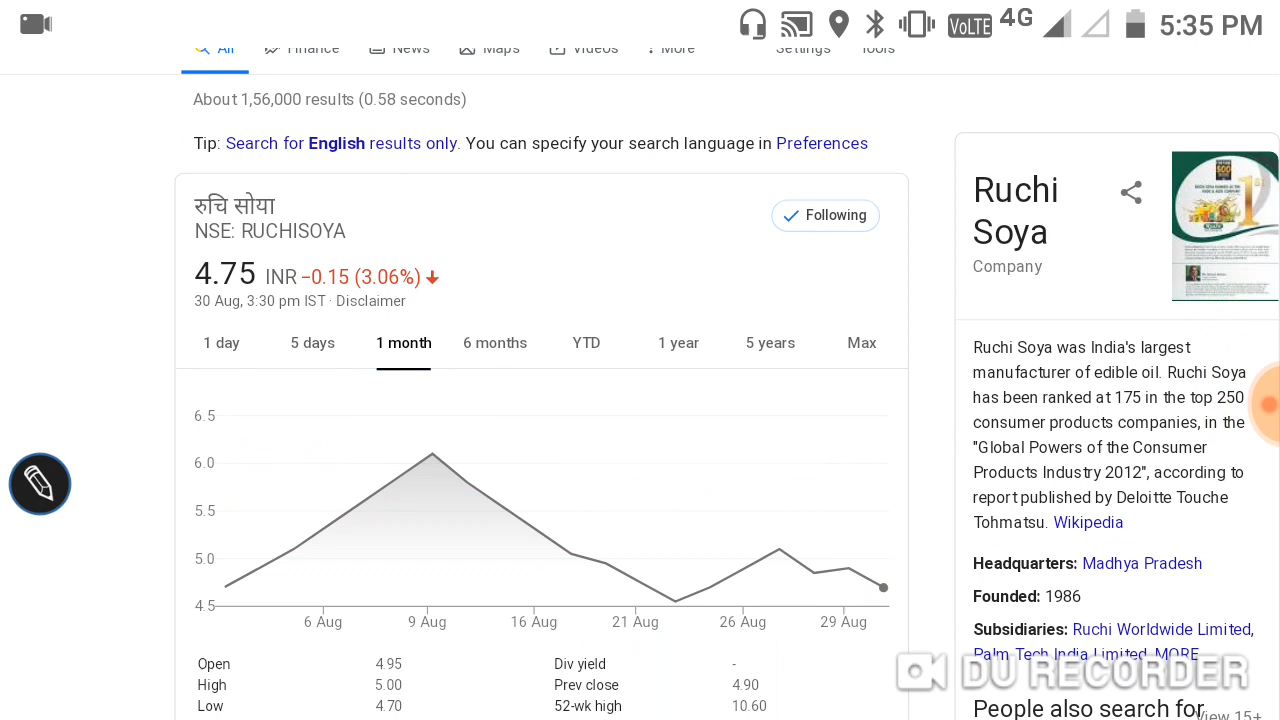 VoLTE 4G 5:35 PM
All Finance News Maps Videos More Settings Tools
About 1,56,000 results (0.58 seconds)
Tip: Search for English results only. You can specify your search language in Preferences
रुचि सोया
NSE: RUCHISOYA
Following
4.75 INR −0.15 (3.06%)
30 Aug, 3:30 pm IST · Disclaimer
1 day 5 days 1 month 6 months YTD 1 year 5 years Max
6.5
6.0
5.5
5.0
4.5
6 Aug 9 Aug 16 Aug 21 Aug 26 Aug 29 Aug
Open 4.95 Div yield -
High 5.00 Prev close 4.90
Low 4.70 52-wk high 10.60
Ruchi
Soya
Company
Ruchi Soya was India's largest
manufacturer of edible oil. Ruchi Soya
has been ranked at 175 in the top 250
consumer products companies, in the
"Global Powers of the Consumer
Products Industry 2012", according to
report published by Deloitte Touche
Tohmatsu. Wikipedia
Headquarters: Madhya Pradesh
Founded: 1986
Subsidiaries: Ruchi Worldwide Limited,
Palm Tech India Limited, MORE
DU RECORDER
People also search for View 15+